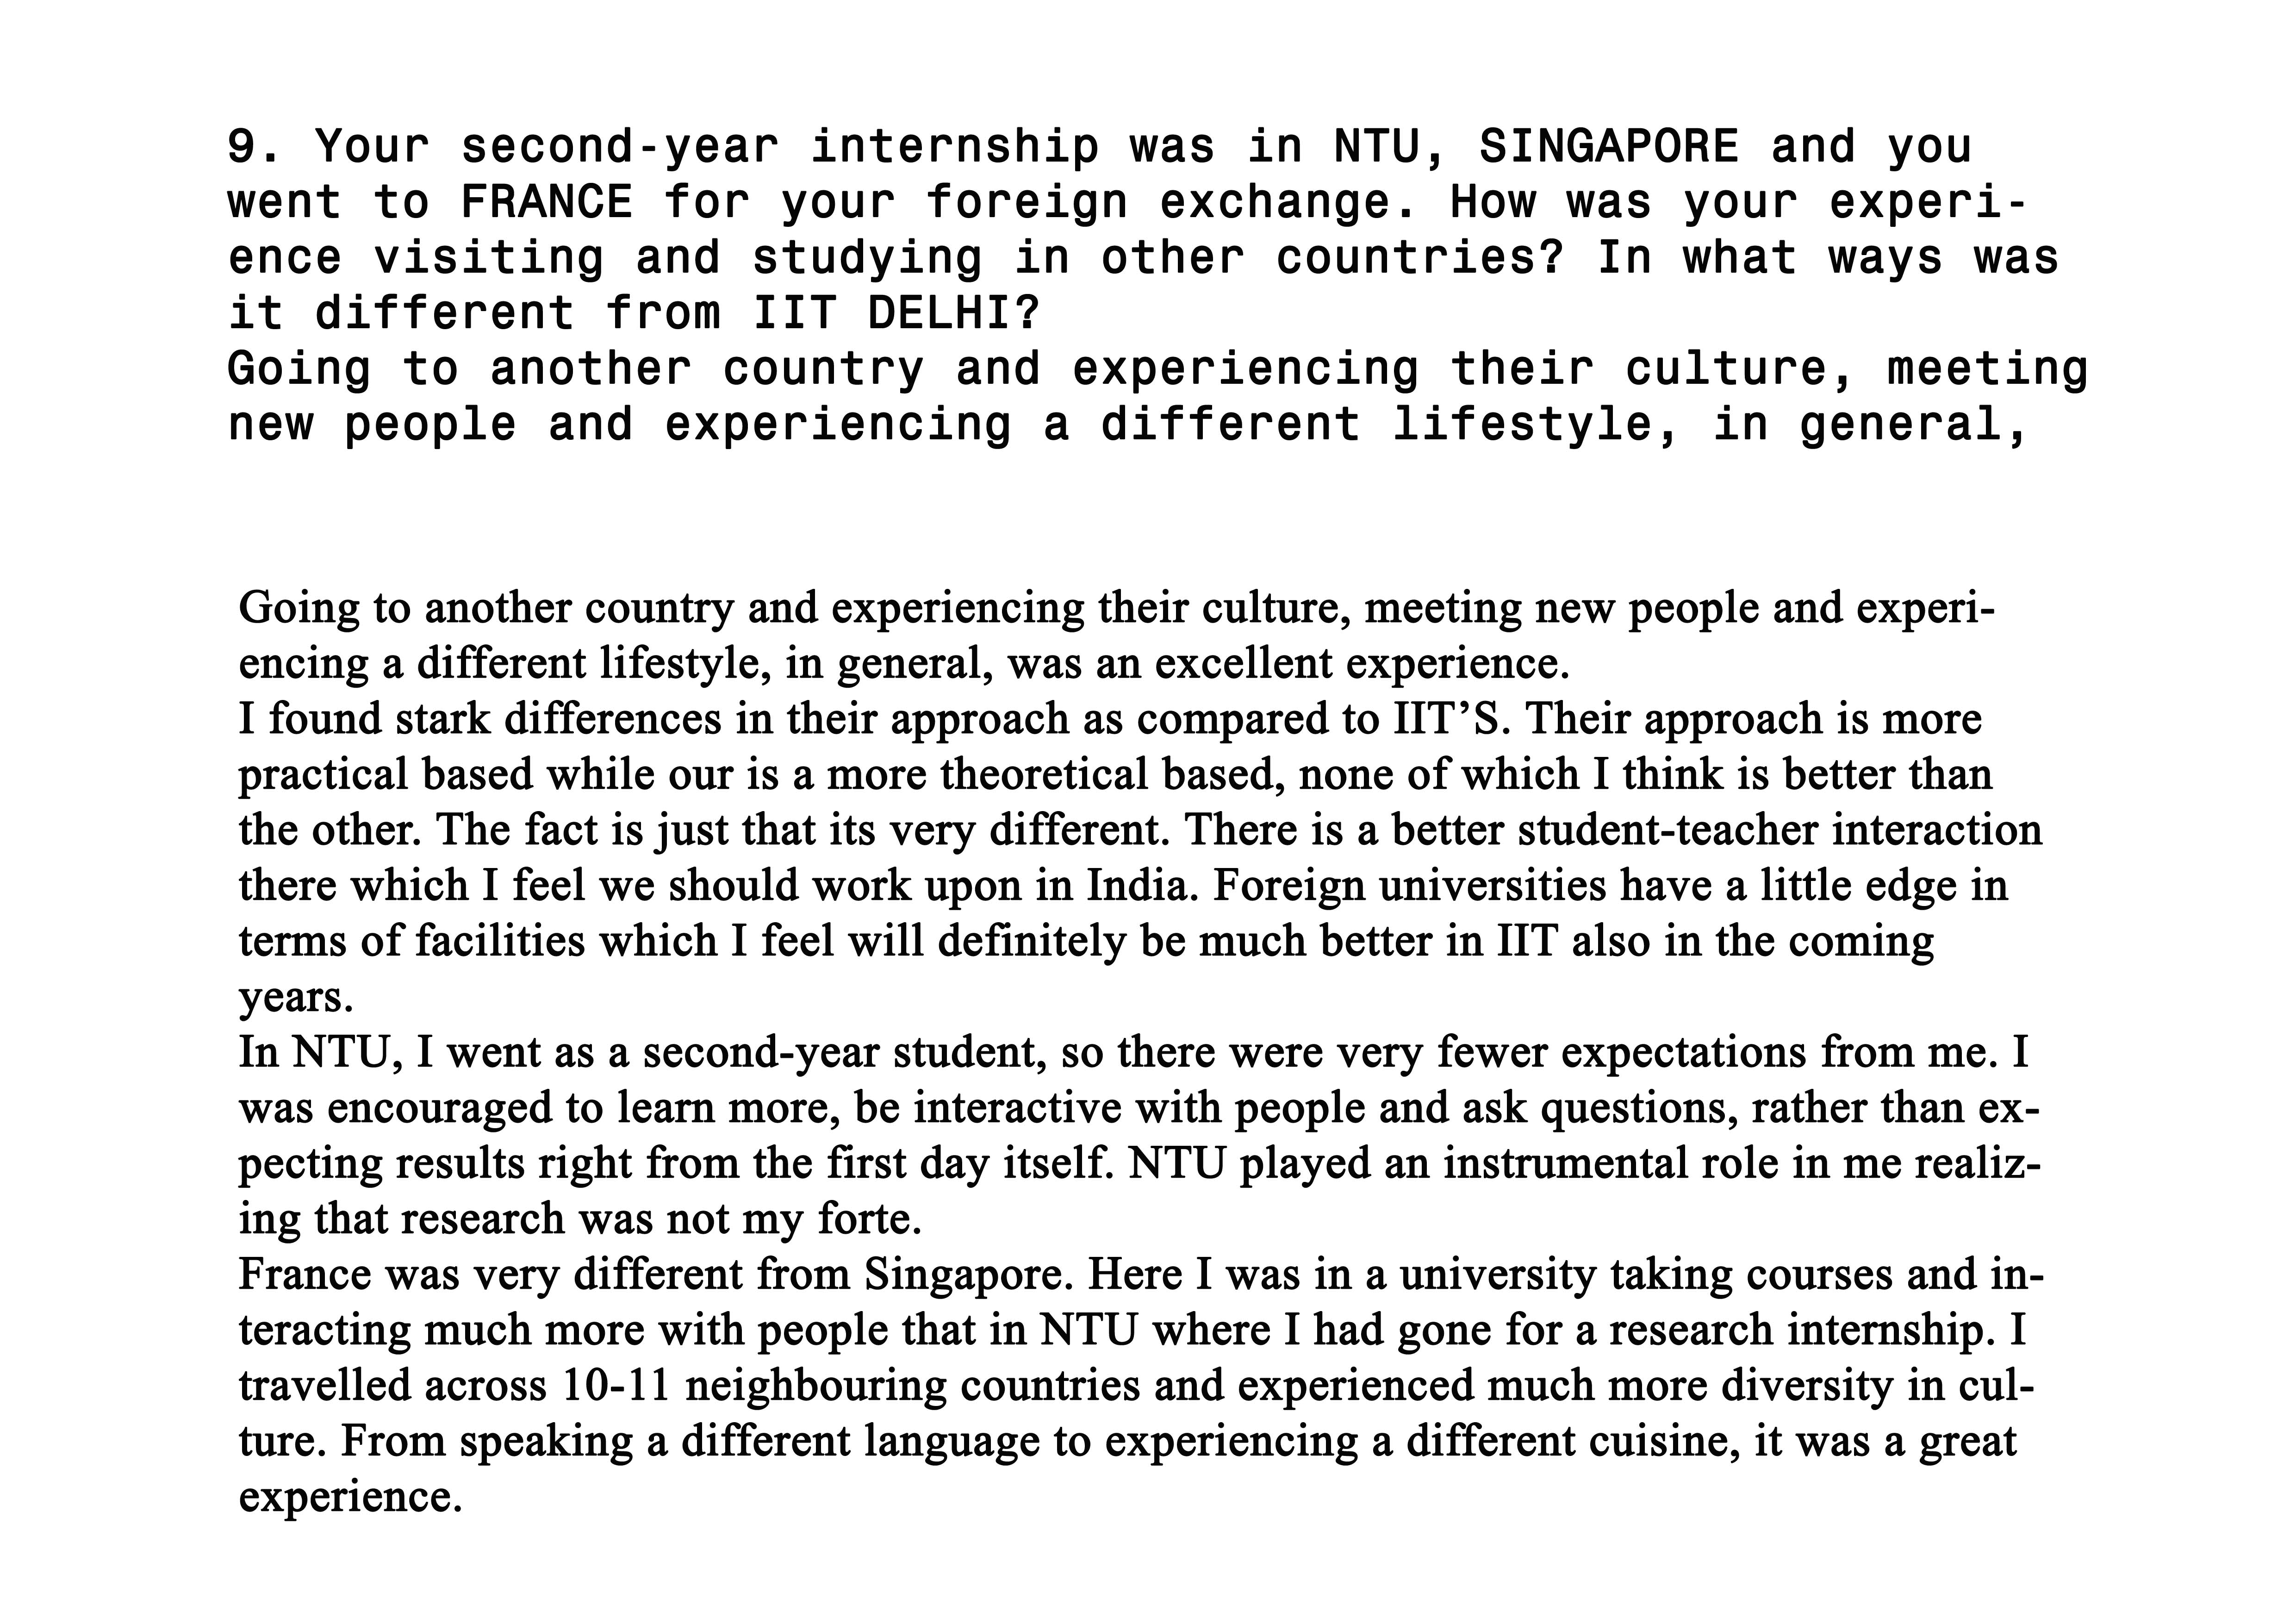 9. Your second-year internship was in NTU, SINGAPORE and you
went to FRANCE for your foreign exchange. How was your experi-
ence visiting and studying in other countries? In what ways was
it different from IIT DELHI?
Going to another country and experiencing their culture, meeting
new people and experiencing a different lifestyle, in general,
Going to another country and experiencing their culture, meeting new people and experi-
encing a different lifestyle, in general, was an excellent experience.
I found stark differences in their approach as compared to IIT’S. Their approach is more
practical based while our is a more theoretical based, none of which I think is better than
the other. The fact is just that its very different. There is a better student-teacher interaction
there which I feel we should work upon in India. Foreign universities have a little edge in
terms of facilities which I feel will definitely be much better in IIT also in the coming
years.
In NTU, I went as a second-year student, so there were very fewer expectations from me. I
was encouraged to learn more, be interactive with people and ask questions, rather than ex-
pecting results right from the first day itself. NTU played an instrumental role in me realiz-
ing that research was not my forte.
France was very different from Singapore. Here I was in a university taking courses and in-
teracting much more with people that in NTU where I had gone for a research internship. I
travelled across 10-11 neighbouring countries and experienced much more diversity in cul-
ture. From speaking a different language to experiencing a different cuisine, it was a great
experience.